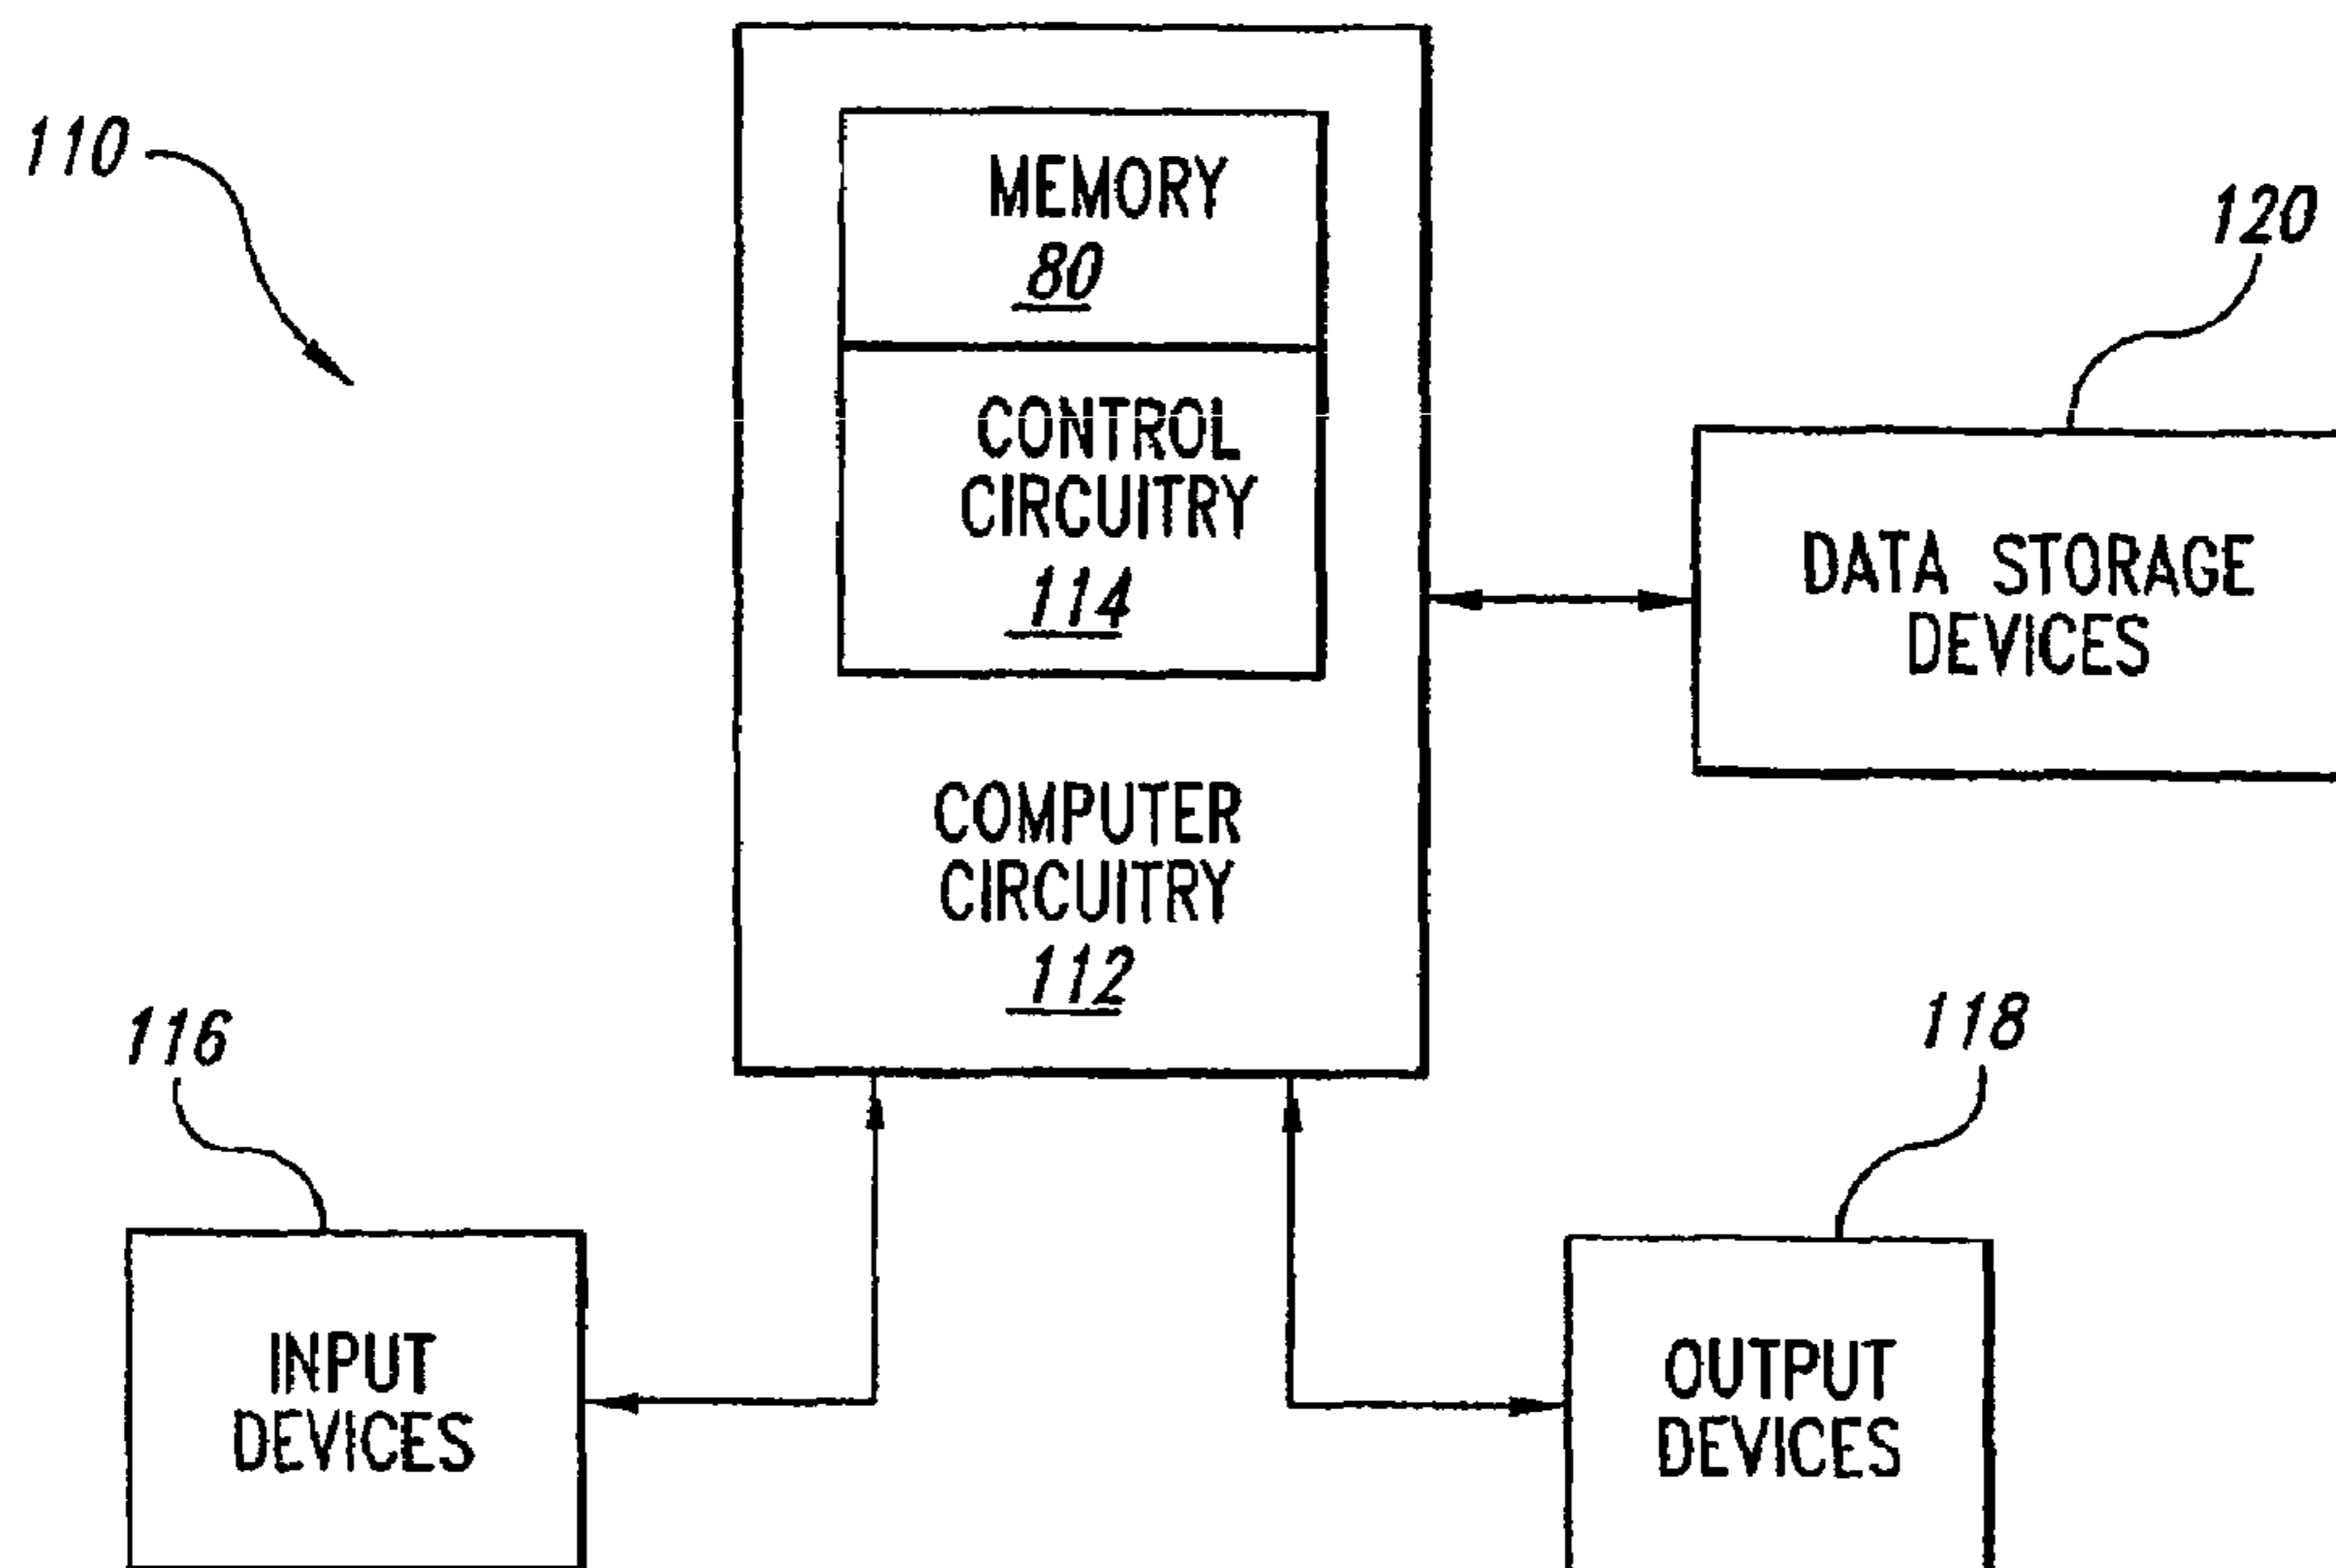 110
MEMORY
80
120
CONTROL
CIRCUITRY
114
DATA STORAGE
DEVICES
COMPUTER
CIRCUITRY
112
116
118
INPUT
DEVICES
OUTPUT
DEVICES